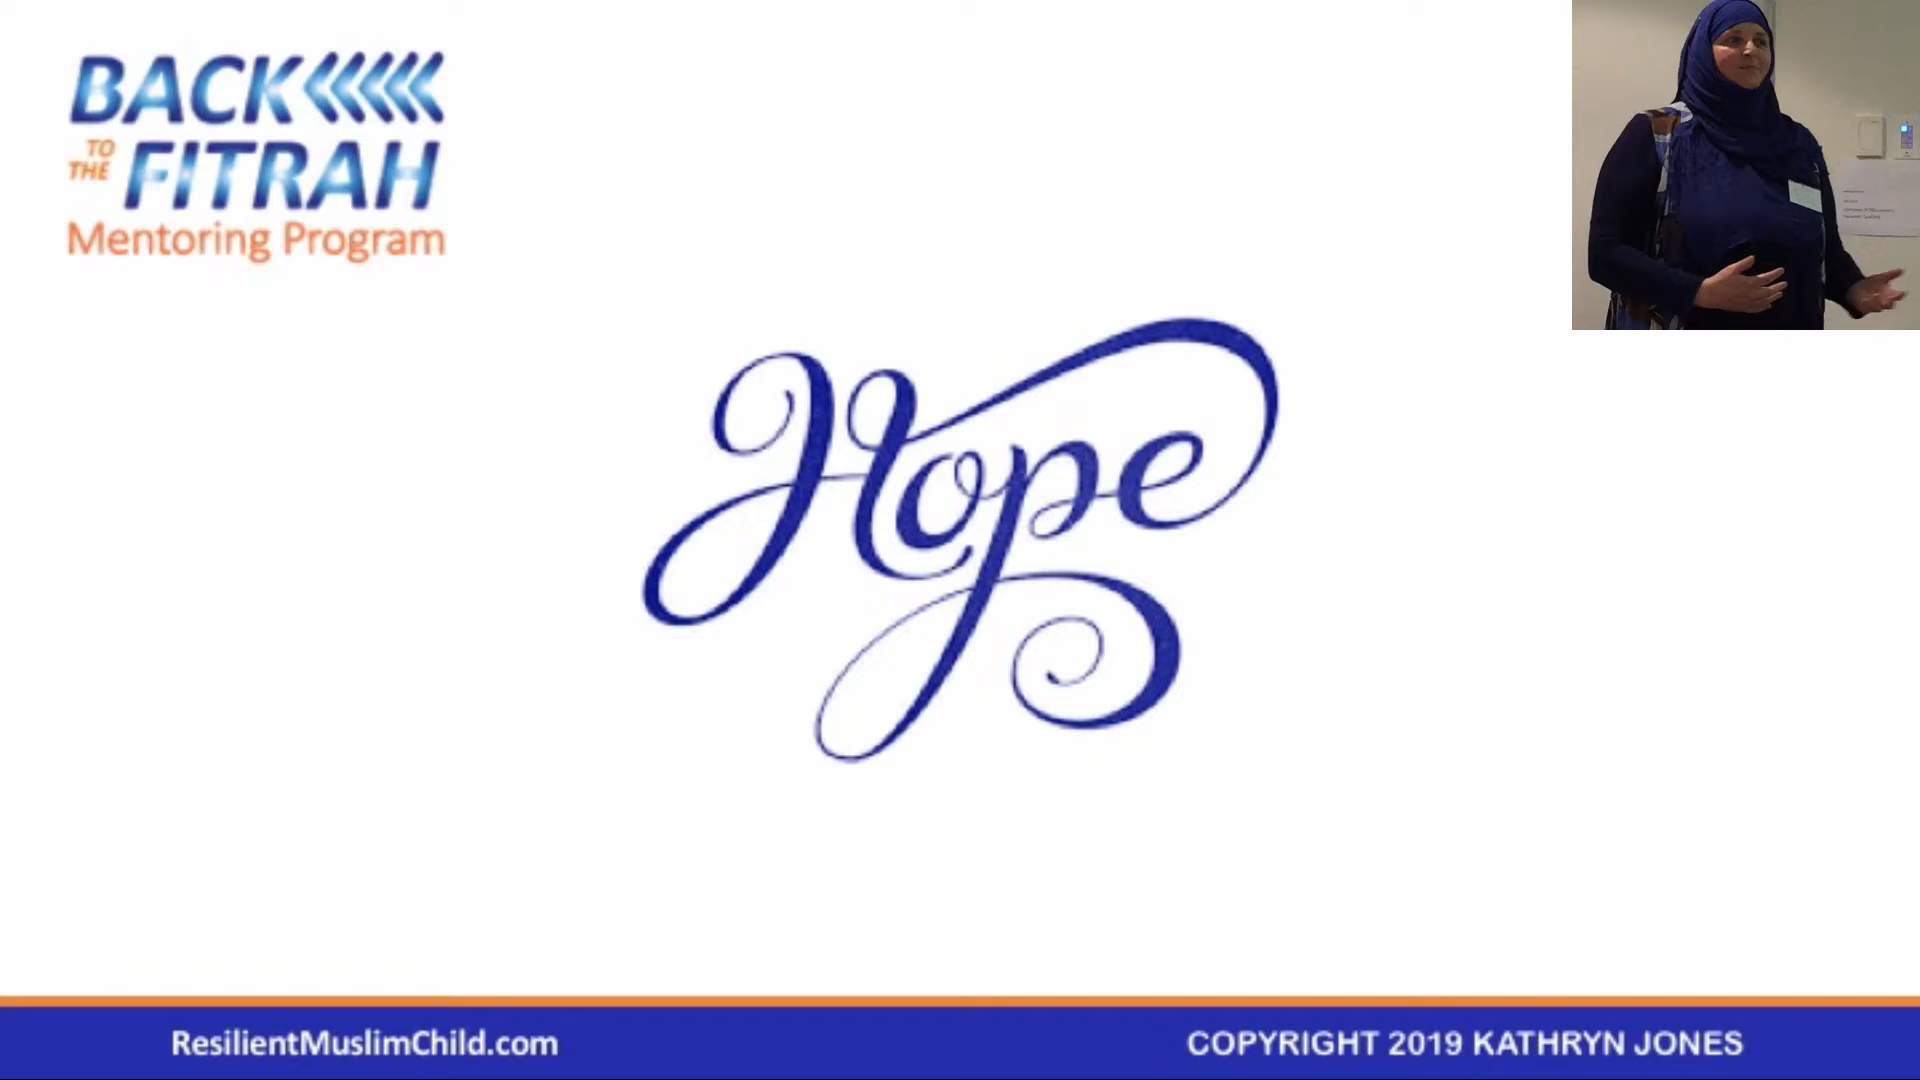 BACK
TO THE FITRAH
Mentoring Program
Hope
ResilientMuslimChild.com
COPYRIGHT 2019 KATHRYN JONES